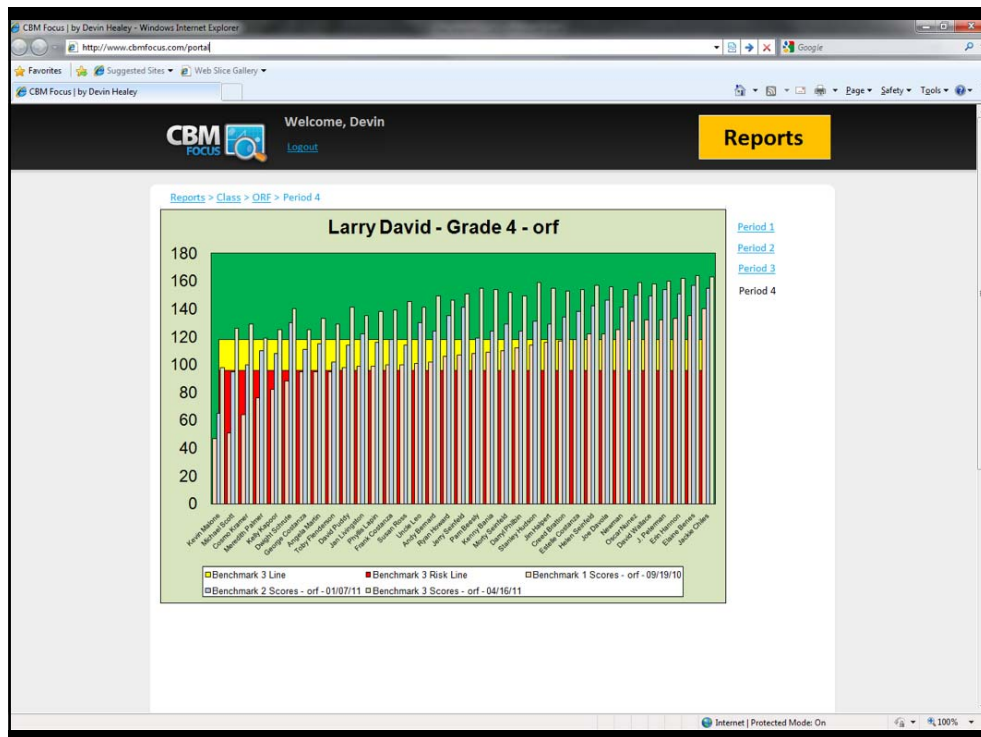 CBM Focus | by Devin Healey - Windows Internet Explorer
http://www.cbmfocus.com/portal
Google
Favorites Suggested Sites Web Slice Gallery
CBM Focus | by Devin Healey
Page Safety Tools
CBM FOCUS
Welcome, Devin
Logout
Reports
Reports > Class > ORF > Period 4
Larry David - Grade 4 - orf
Period 1
Period 2
Period 3
Period 4
180
160
140
120
100
80
60
40
20
0
Kevin Malone
Michael Scott
Cosmo Kramer
Meredith Palmer
Kelly Kapoor
Dwight Schrute
George Costanza
Angela Martin
Toby Flenderson
David Puddy
Jan Livingston
Phyllis Lapin
Frank Costanza
Susan Ross
Uncle Leo
Andy Bernard
Ryan Howard
Jerry Seinfeld
Pam Beesly
Kenny Bania
Morty Seinfeld
Darryl Philbin
Stanley Hudson
Jim Halpert
Creed Bratton
Estelle Costanza
Helen Seinfeld
Joe Davola
Newman
Oscar Nunez
David Wallace
J. Peterman
Erin Hannon
Elaine Benes
Jackie Chiles
Benchmark 3 Line Benchmark 3 Risk Line Benchmark 1 Scores - orf - 09/19/10
Benchmark 2 Scores - orf - 01/07/11 Benchmark 3 Scores - orf - 04/16/11
Internet | Protected Mode: On 100%